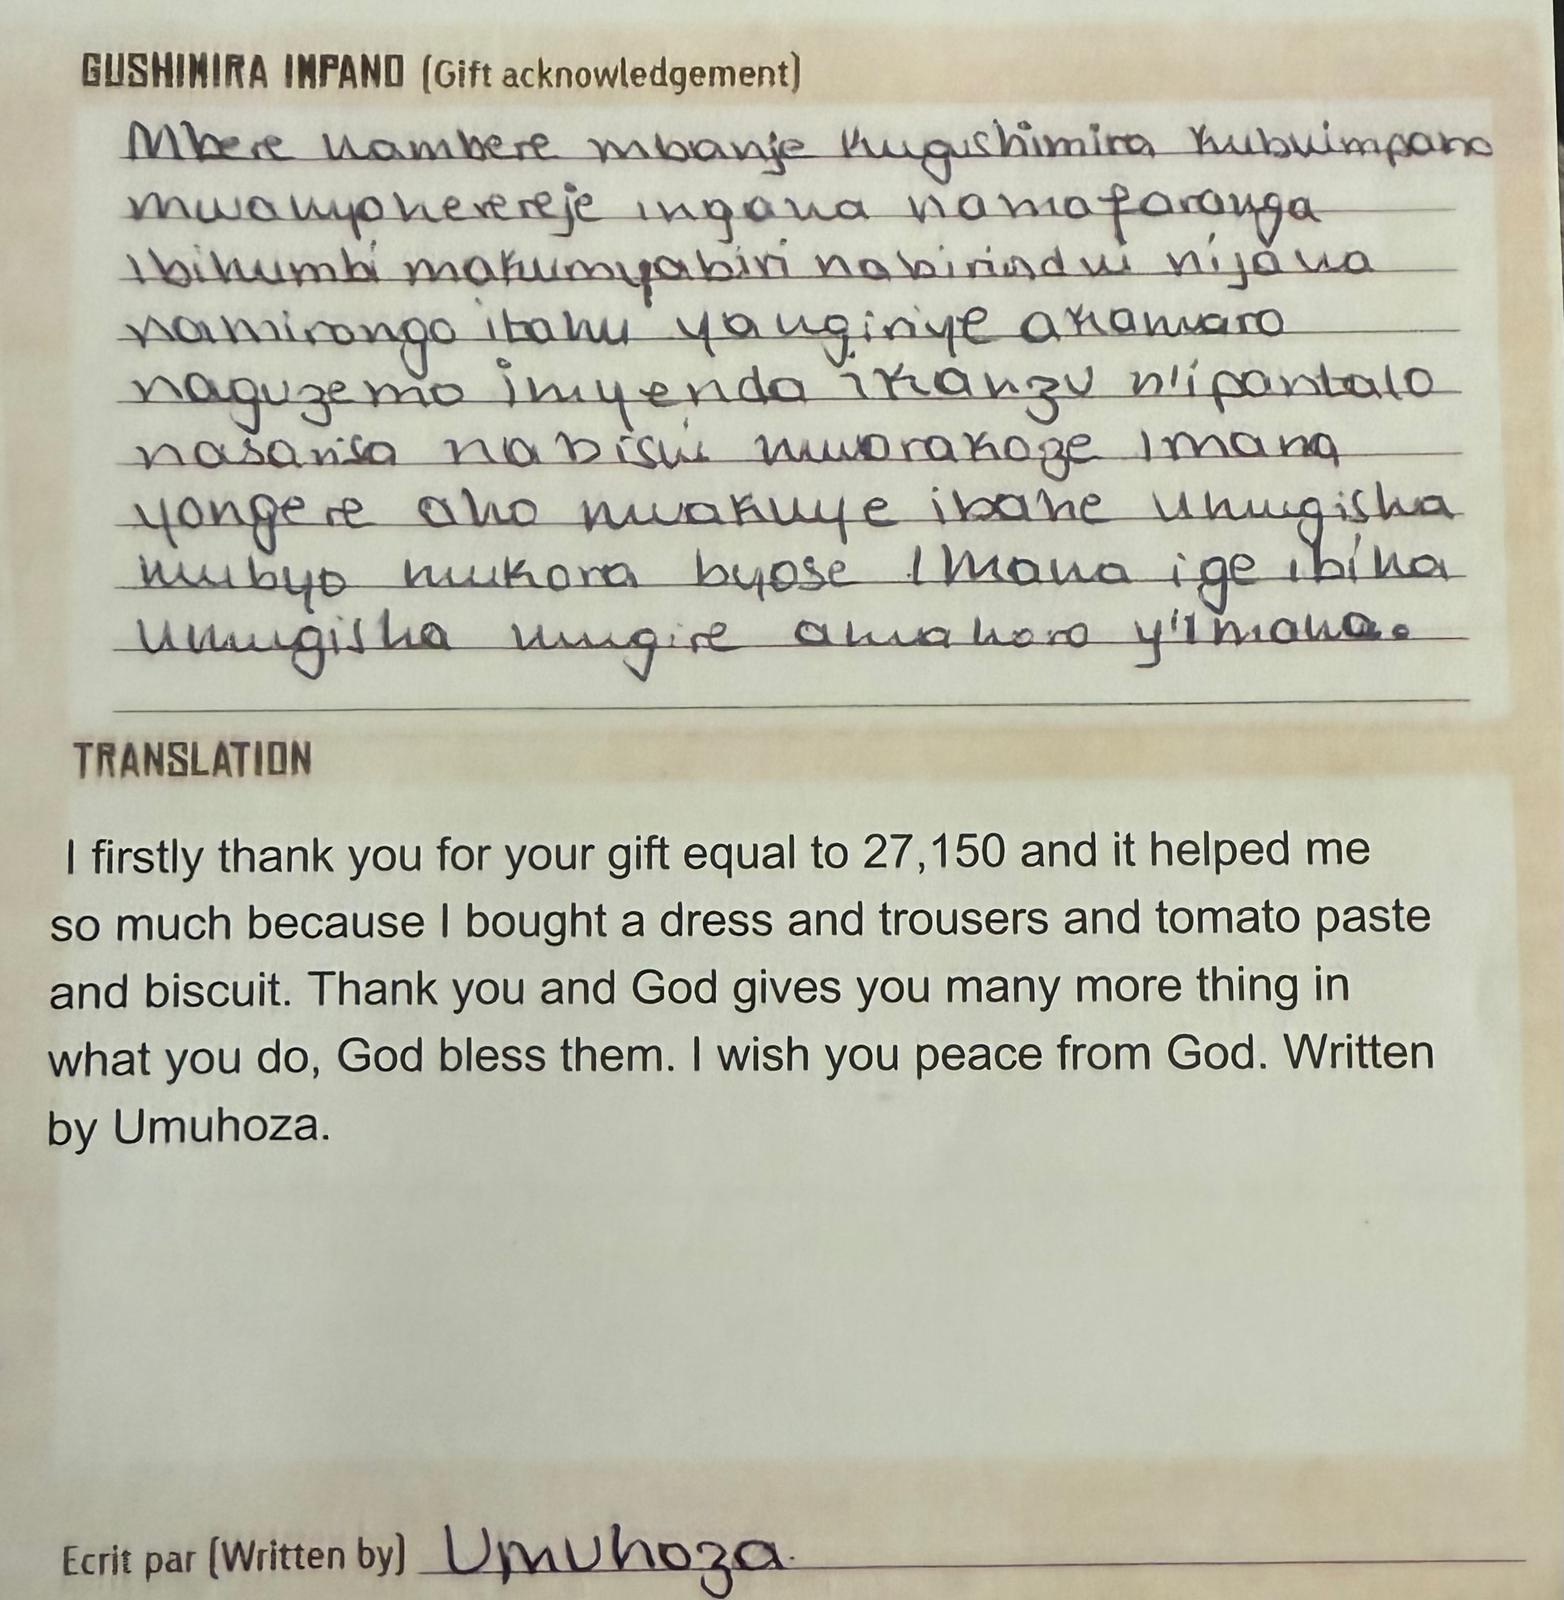 GUSHIMIRA IMPANO (Gift acknowledgement)
Mbere nambere mbanje kugushimira kubwimpano
mwanyoherereje ingana namafaranga
ibihumbi makumyabiri nabirindwi nijana
namirongo itanu yangiriye akamaro
naguzemo imyenda ikanzu n'ipantalo
nasarisa nabiswi mwarakoze Imana
yongere aho mwakuye ibahe umugisha
mubyo mukora byose Imana ige ibiha
umugisha mugire amahoro y'Imana.
TRANSLATION
I firstly thank you for your gift equal to 27,150 and it helped me
so much because I bought a dress and trousers and tomato paste
and biscuit. Thank you and God gives you many more thing in
what you do, God bless them. I wish you peace from God. Written
by Umuhoza.
Ecrit par (Written by) Umuhoza.